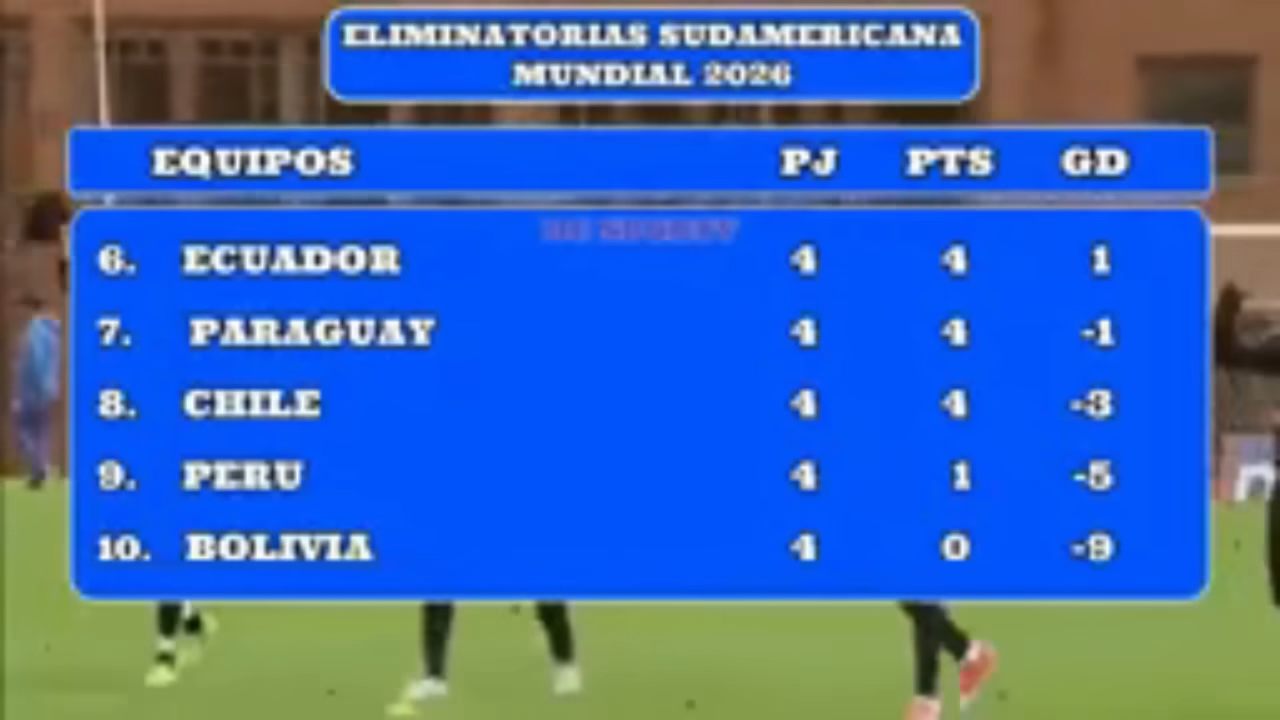 ELIMINATORIAS SUDAMERICANA
MUNDIAL 2026
EQUIPOS PJ PTS GD
6. ECUADOR 4 4 1
7. PARAGUAY 4 4 -1
8. CHILE 4 4 -3
9. PERU 4 1 -5
10. BOLIVIA 4 0 -9